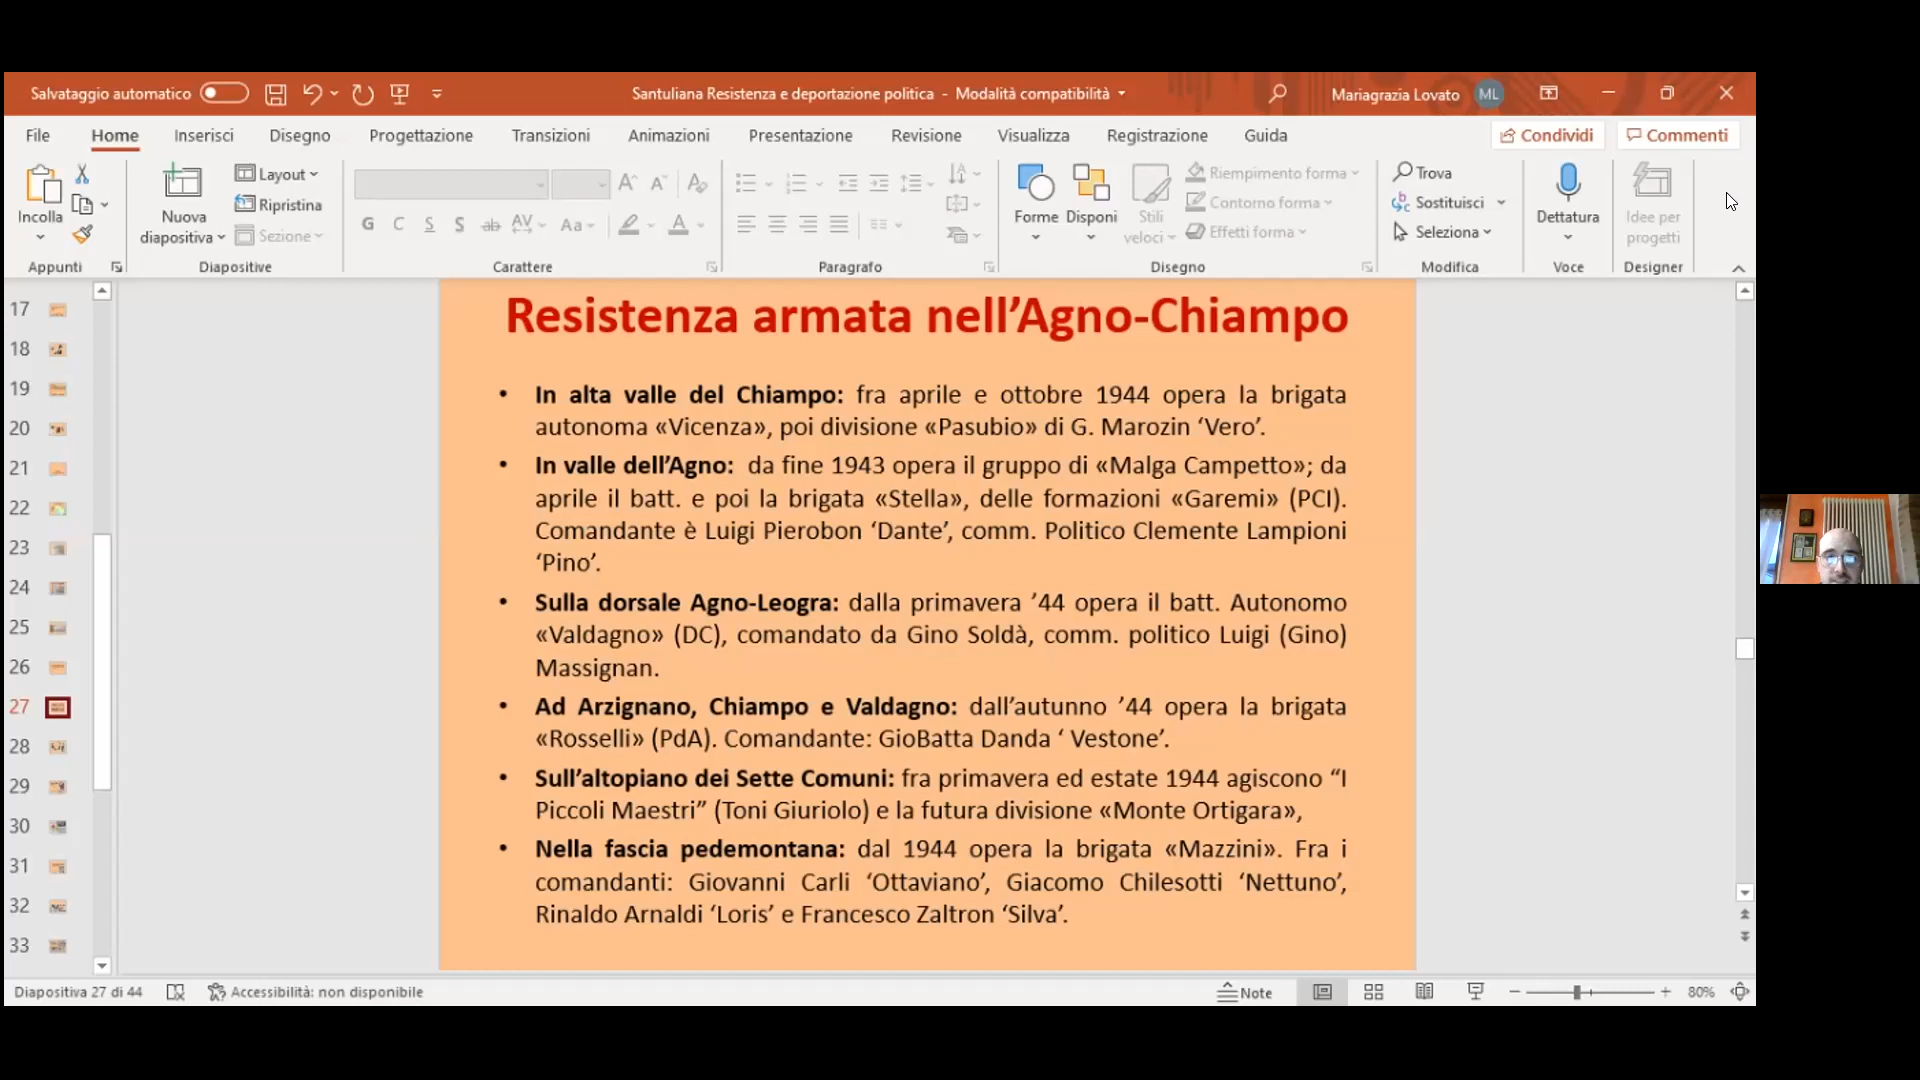 Salvataggio automatico
Santuliana Resistenza e deportazione politica - Modalità compatibilità
Mariagrazia Lovato ML
File Home Inserisci Disegno Progettazione Transizioni Animazioni Presentazione Revisione Visualizza Registrazione Guida Condividi Commenti
Incolla
Appunti
Nuova diapositiva
Layout
Ripristina
Sezione
Diapositive
G C S S ab AV Aa A
Carattere
Paragrafo
Forme
Disponi
Stili veloci
Riempimento forma
Contorno forma
Effetti forma
Disegno
Trova
Sostituisci
Seleziona
Modifica
Dettatura
Voce
Idee per progetti
Designer
17
18
19
20
21
22
23
24
25
26
27
28
29
30
31
32
33
Resistenza armata nell’Agno-Chiampo
• In alta valle del Chiampo: fra aprile e ottobre 1944 opera la brigata
autonoma «Vicenza», poi divisione «Pasubio» di G. Marozin ‘Vero’.
• In valle dell’Agno: da fine 1943 opera il gruppo di «Malga Campetto»; da
aprile il batt. e poi la brigata «Stella», delle formazioni «Garemi» (PCI).
Comandante è Luigi Pierobon ‘Dante’, comm. Politico Clemente Lampioni
‘Pino’.
• Sulla dorsale Agno-Leogra: dalla primavera ’44 opera il batt. Autonomo
«Valdagno» (DC), comandato da Gino Soldà, comm. politico Luigi (Gino)
Massignan.
• Ad Arzignano, Chiampo e Valdagno: dall’autunno ’44 opera la brigata
«Rosselli» (PdA). Comandante: GioBatta Danda ‘ Vestone’.
• Sull’altopiano dei Sette Comuni: fra primavera ed estate 1944 agiscono “I
Piccoli Maestri” (Toni Giuriolo) e la futura divisione «Monte Ortigara»,
• Nella fascia pedemontana: dal 1944 opera la brigata «Mazzini». Fra i
comandanti: Giovanni Carli ‘Ottaviano’, Giacomo Chilesotti ‘Nettuno’,
Rinaldo Arnaldi ‘Loris’ e Francesco Zaltron ‘Silva’.
Diapositiva 27 di 44
Accessibilità: non disponibile
Note
80%